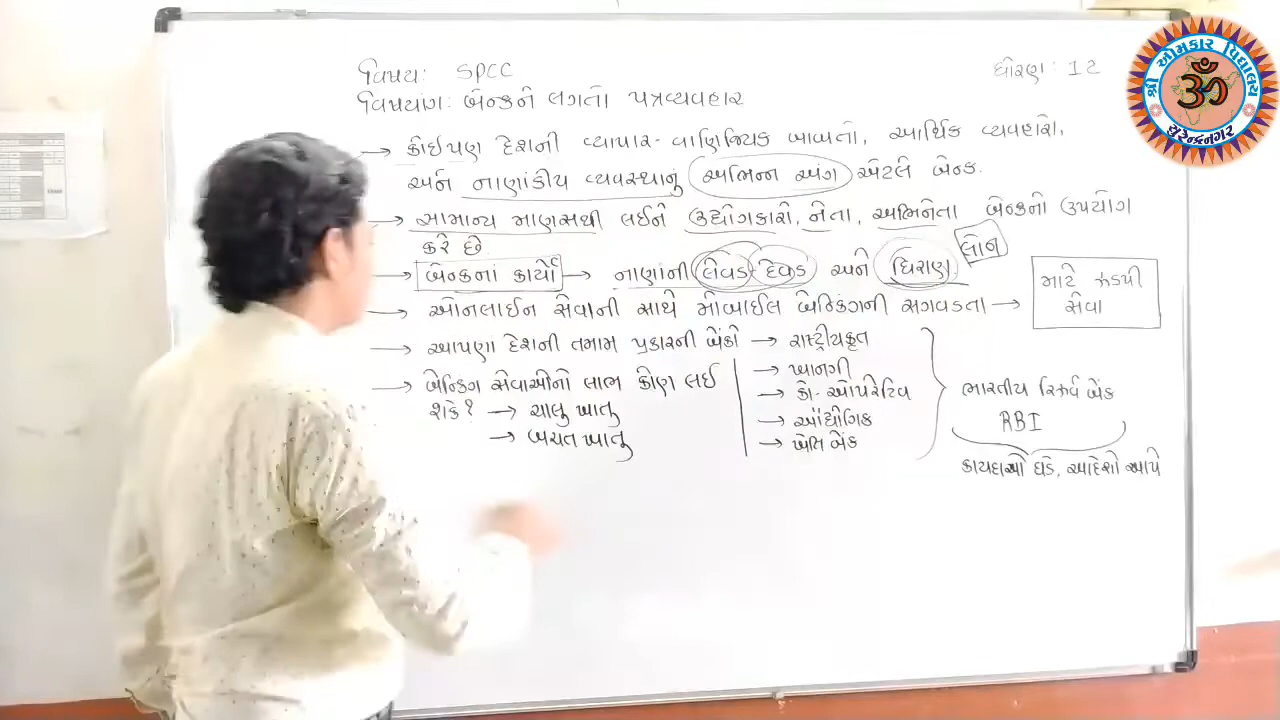 વિષય: SPCC
ધોરણ: 12
વિષયાંગ: બેન્કને લગતો પત્રવ્યવહાર
→ કોઈપણ દેશની વ્યાપાર-વાણિજ્યિક બાબતો, આર્થિક વ્યવહારો,
અને નાણાંકીય વ્યવસ્થાનું અભિન્ન અંગ એટલે બેન્ક.
→ સામાન્ય માણસથી લઈને ઉદ્યોગકારો, નેતા, અભિનેતા બેન્કનો ઉપયોગ
કરે છે
→ બેન્કનાં કાર્યો → નાણાંની લેવડ-દેવડ અને ધિરાણ લોન
→ ઓનલાઈન સેવાની સાથે મોબાઈલ બેન્કિંગની સગવડતા → માટે ઝડપી
સેવા
→ આપણા દેશની તમામ પ્રકારની બેંકો → રાષ્ટ્રીયકૃત
→ ખાનગી
→ કો-ઓપરેટિવ
→ ઔદ્યોગિક
→ ખેતી બેંક
ભારતીય રિઝર્વ બેંક
RBI
કાયદાઓ ઘડે, આદેશો આપે
→ બેન્કિંગ સેવાઓનો લાભ કોણ લઈ
શકે? → ચાલુ ખાતુ
→ બચત ખાતુ
શ્રી ઓમકાર વિદ્યાલય
ૐ
સુરેન્દ્રનગર